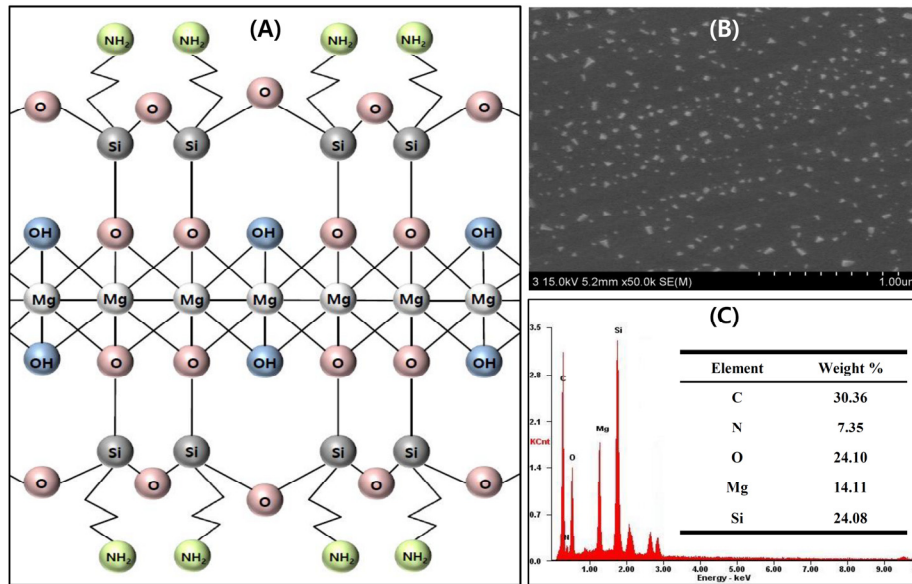 (A)
NH2 NH2 NH2 NH2
O O O O O
Si Si Si Si
OH O O OH O O OH
Mg Mg Mg Mg Mg Mg Mg
OH O O OH O O OH
Si Si Si Si
O O O O O
NH2 NH2 NH2 NH2
(B)
3 15.0kV 5.2mm x50.0k SE(M) 1.00um
(C)
3.5
2.8
2.1
KCnt
1.4
0.7
0.0
C
N
O
Mg
Si
1.00 2.00 3.00 4.00 5.00 6.00 7.00 8.00 9.00
Energy - keV
Element Weight %
C 30.36
N 7.35
O 24.10
Mg 14.11
Si 24.08